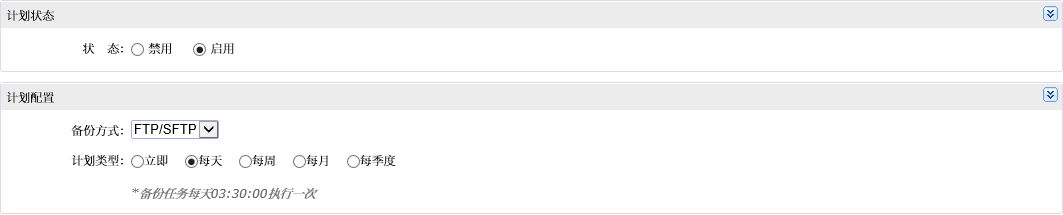 计划状态
状 态: 禁用 启用
计划配置
备份方式: FTP/SFTP
计划类型: 立即 每天 每周 每月 每季度
*备份任务每天03:30:00执行一次